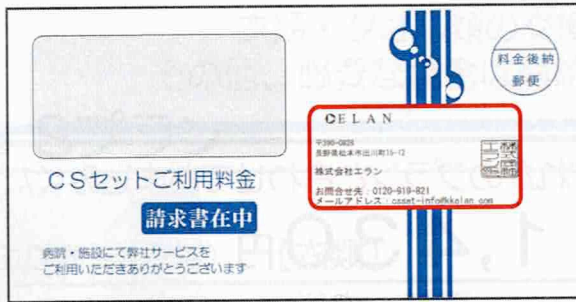 料金後納
郵便
ELAN
〒390-0828
長野県松本市出川町15-12
株式会社エラン
お問合せ先:0120-919-821
メールアドレス:csset-info@kkelan.com
CSセットご利用料金
請求書在中
病院・施設にて弊社サービスを
ご利用いただきありがとうございます